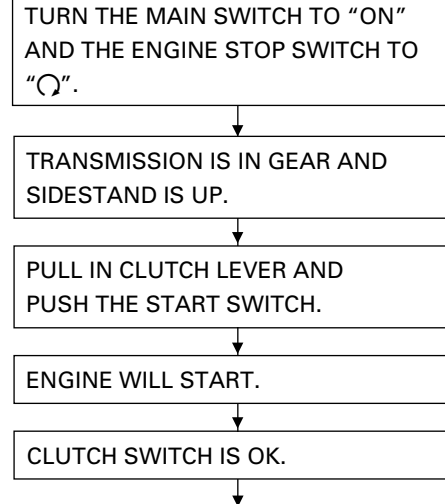 TURN THE MAIN SWITCH TO “ON”
AND THE ENGINE STOP SWITCH TO
“↻”.
TRANSMISSION IS IN GEAR AND
SIDESTAND IS UP.
PULL IN CLUTCH LEVER AND
PUSH THE START SWITCH.
ENGINE WILL START.
CLUTCH SWITCH IS OK.